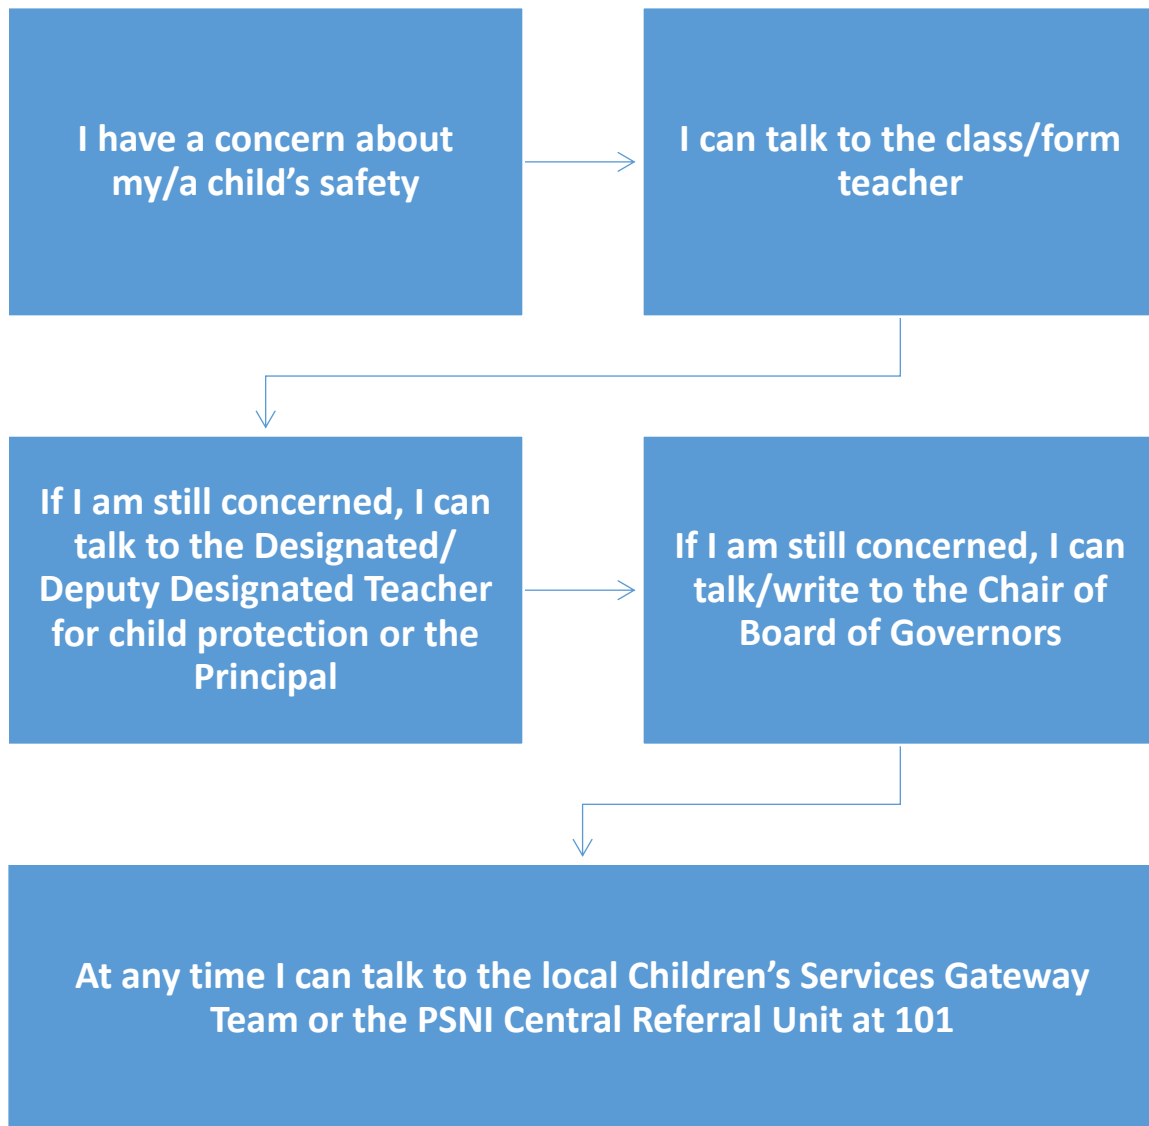 I have a concern about
my/a child’s safety
I can talk to the class/form
teacher
If I am still concerned, I can
talk to the Designated/
Deputy Designated Teacher
for child protection or the
Principal
If I am still concerned, I can
talk/write to the Chair of
Board of Governors
At any time I can talk to the local Children’s Services Gateway
Team or the PSNI Central Referral Unit at 101